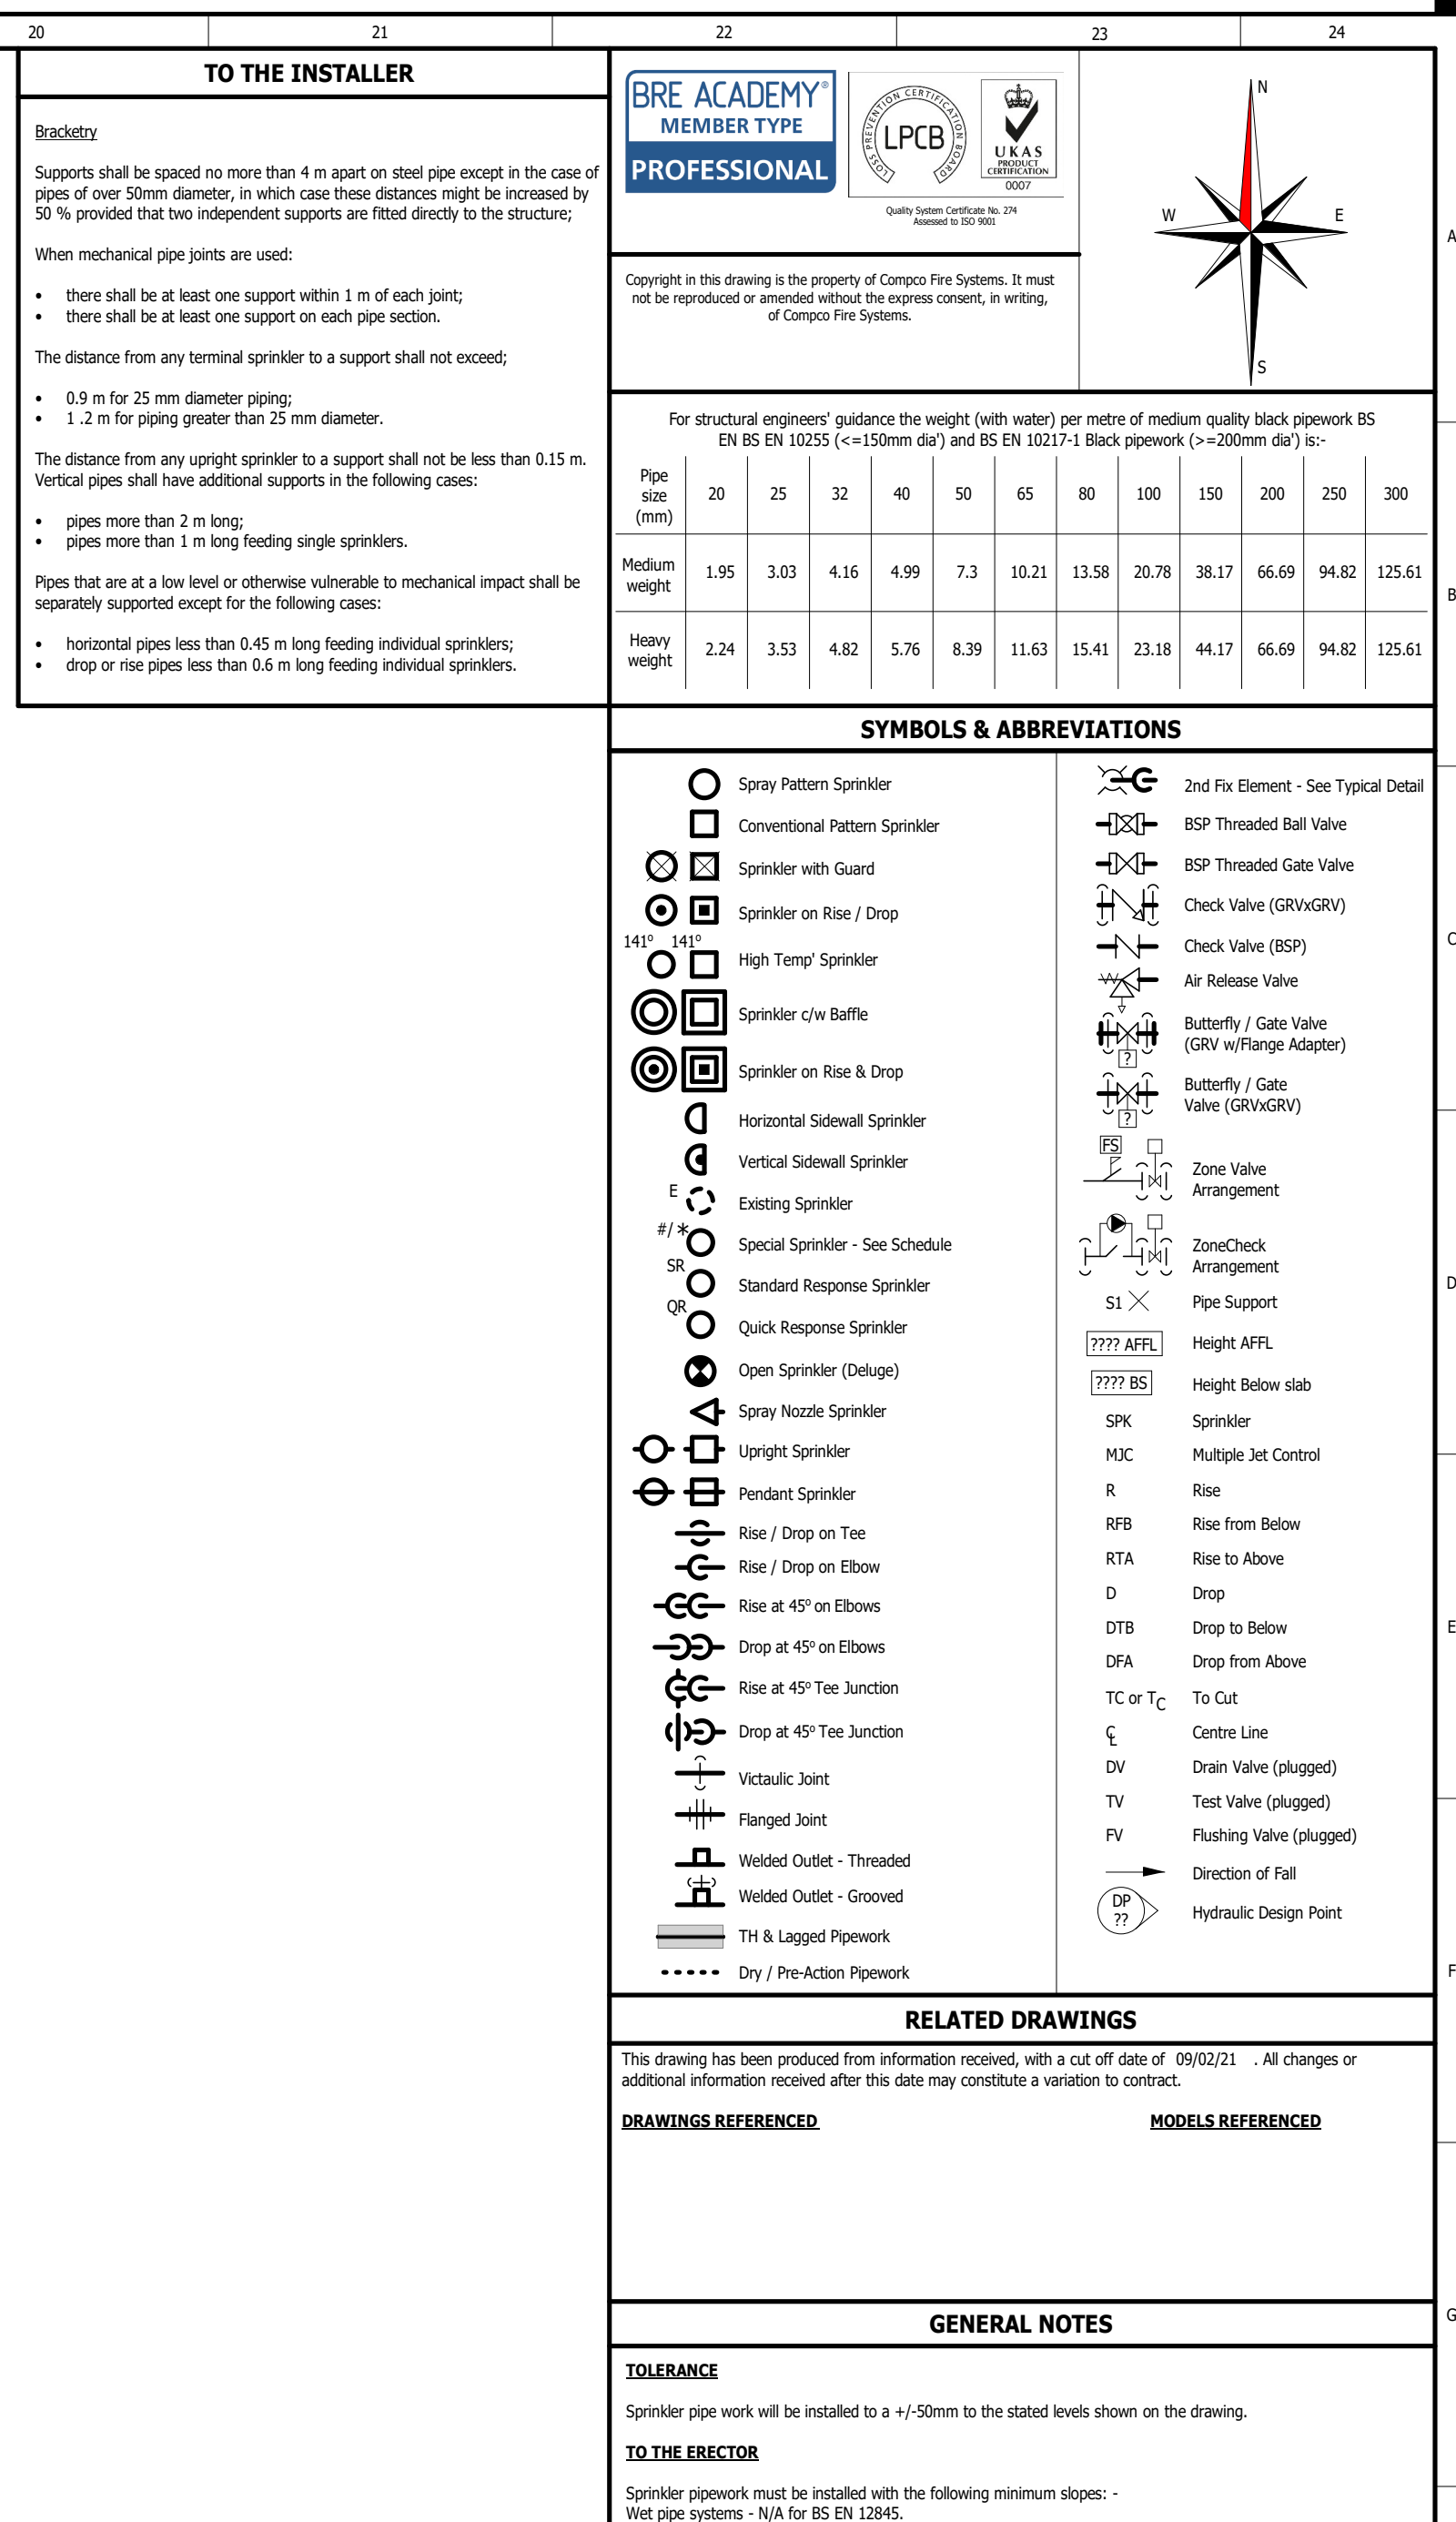 20 21 22 23 24
TO THE INSTALLER
Bracketry
Supports shall be spaced no more than 4 m apart on steel pipe except in the case of
pipes of over 50mm diameter, in which case these distances might be increased by
50 % provided that two independent supports are fitted directly to the structure;
When mechanical pipe joints are used:
• there shall be at least one support within 1 m of each joint;
• there shall be at least one support on each pipe section.
The distance from any terminal sprinkler to a support shall not exceed;
• 0.9 m for 25 mm diameter piping;
• 1 .2 m for piping greater than 25 mm diameter.
The distance from any upright sprinkler to a support shall not be less than 0.15 m.
Vertical pipes shall have additional supports in the following cases:
• pipes more than 2 m long;
• pipes more than 1 m long feeding single sprinklers.
Pipes that are at a low level or otherwise vulnerable to mechanical impact shall be
separately supported except for the following cases:
• horizontal pipes less than 0.45 m long feeding individual sprinklers;
• drop or rise pipes less than 0.6 m long feeding individual sprinklers.
BRE ACADEMY®
MEMBER TYPE
PROFESSIONAL
LOSS PREVENTION CERTIFICATION BOARD
LPCB
UKAS
PRODUCT
CERTIFICATION
0007
Quality System Certificate No. 274
Assessed to ISO 9001
Copyright in this drawing is the property of Compco Fire Systems. It must
not be reproduced or amended without the express consent, in writing,
of Compco Fire Systems.
N
W E
S
A
For structural engineers' guidance the weight (with water) per metre of medium quality black pipework BS
EN BS EN 10255 (<=150mm dia') and BS EN 10217-1 Black pipework (>=200mm dia') is:-
Pipe
size
(mm)
20 25 32 40 50 65 80 100 150 200 250 300
Medium
weight
1.95 3.03 4.16 4.99 7.3 10.21 13.58 20.78 38.17 66.69 94.82 125.61
B
Heavy
weight
2.24 3.53 4.82 5.76 8.39 11.63 15.41 23.18 44.17 66.69 94.82 125.61
SYMBOLS & ABBREVIATIONS
Spray Pattern Sprinkler
Conventional Pattern Sprinkler
Sprinkler with Guard
Sprinkler on Rise / Drop
141º 141º
High Temp' Sprinkler
Sprinkler c/w Baffle
Sprinkler on Rise & Drop
Horizontal Sidewall Sprinkler
Vertical Sidewall Sprinkler
E
Existing Sprinkler
#/*
Special Sprinkler - See Schedule
SR
Standard Response Sprinkler
QR
Quick Response Sprinkler
Open Sprinkler (Deluge)
Spray Nozzle Sprinkler
Upright Sprinkler
Pendant Sprinkler
Rise / Drop on Tee
Rise / Drop on Elbow
Rise at 45º on Elbows
Drop at 45º on Elbows
Rise at 45º Tee Junction
Drop at 45º Tee Junction
Victaulic Joint
Flanged Joint
Welded Outlet - Threaded
Welded Outlet - Grooved
TH & Lagged Pipework
Dry / Pre-Action Pipework
2nd Fix Element - See Typical Detail
BSP Threaded Ball Valve
BSP Threaded Gate Valve
Check Valve (GRVxGRV)
Check Valve (BSP)
Air Release Valve
Butterfly / Gate Valve
(GRV w/Flange Adapter)
?
Butterfly / Gate
Valve (GRVxGRV)
?
FS
Zone Valve
Arrangement
ZoneCheck
Arrangement
S1 Pipe Support
???? AFFL Height AFFL
???? BS Height Below slab
SPK Sprinkler
MJC Multiple Jet Control
R Rise
RFB Rise from Below
RTA Rise to Above
D Drop
DTB Drop to Below
DFA Drop from Above
TC or TC To Cut
℄ Centre Line
DV Drain Valve (plugged)
TV Test Valve (plugged)
FV Flushing Valve (plugged)
Direction of Fall
DP
??
Hydraulic Design Point
C
D
E
F
RELATED DRAWINGS
This drawing has been produced from information received, with a cut off date of 09/02/21 . All changes or
additional information received after this date may constitute a variation to contract.
DRAWINGS REFERENCED MODELS REFERENCED
G
GENERAL NOTES
TOLERANCE
Sprinkler pipe work will be installed to a +/-50mm to the stated levels shown on the drawing.
TO THE ERECTOR
Sprinkler pipework must be installed with the following minimum slopes: -
Wet pipe systems - N/A for BS EN 12845.